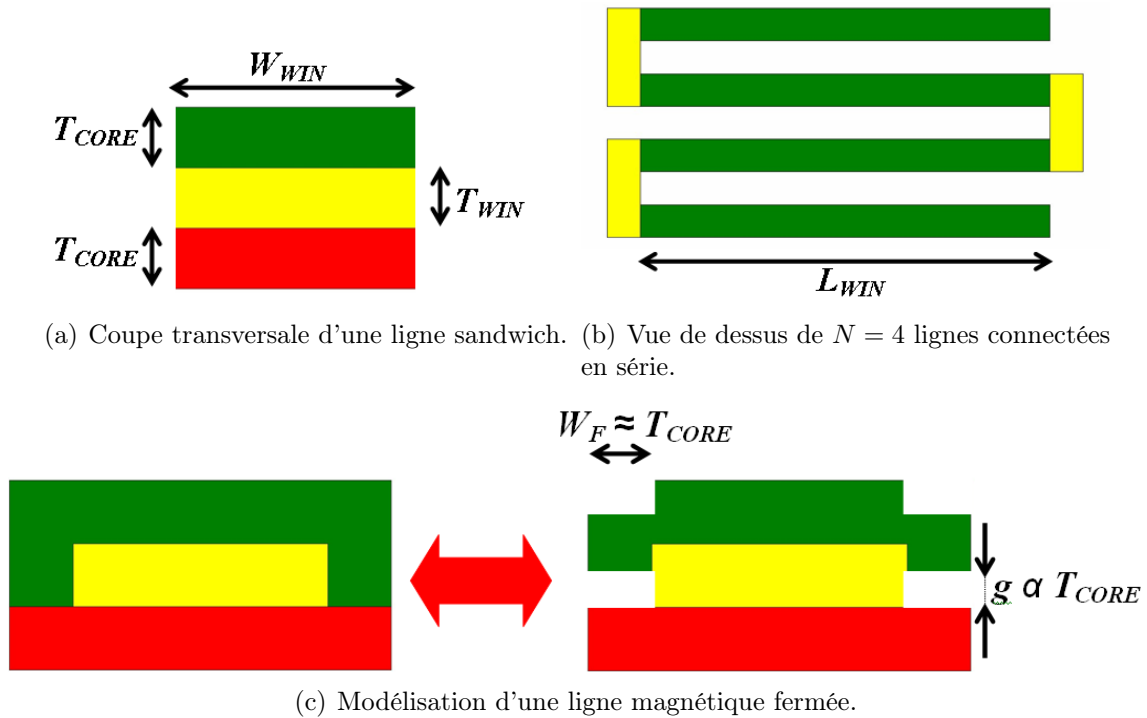 W_WIN
T_CORE
T_WIN
T_CORE
L_WIN
(a) Coupe transversale d'une ligne sandwich.
(b) Vue de dessus de N = 4 lignes connectées
en série.
W_F ≈ T_CORE
g α T_CORE
(c) Modélisation d'une ligne magnétique fermée.